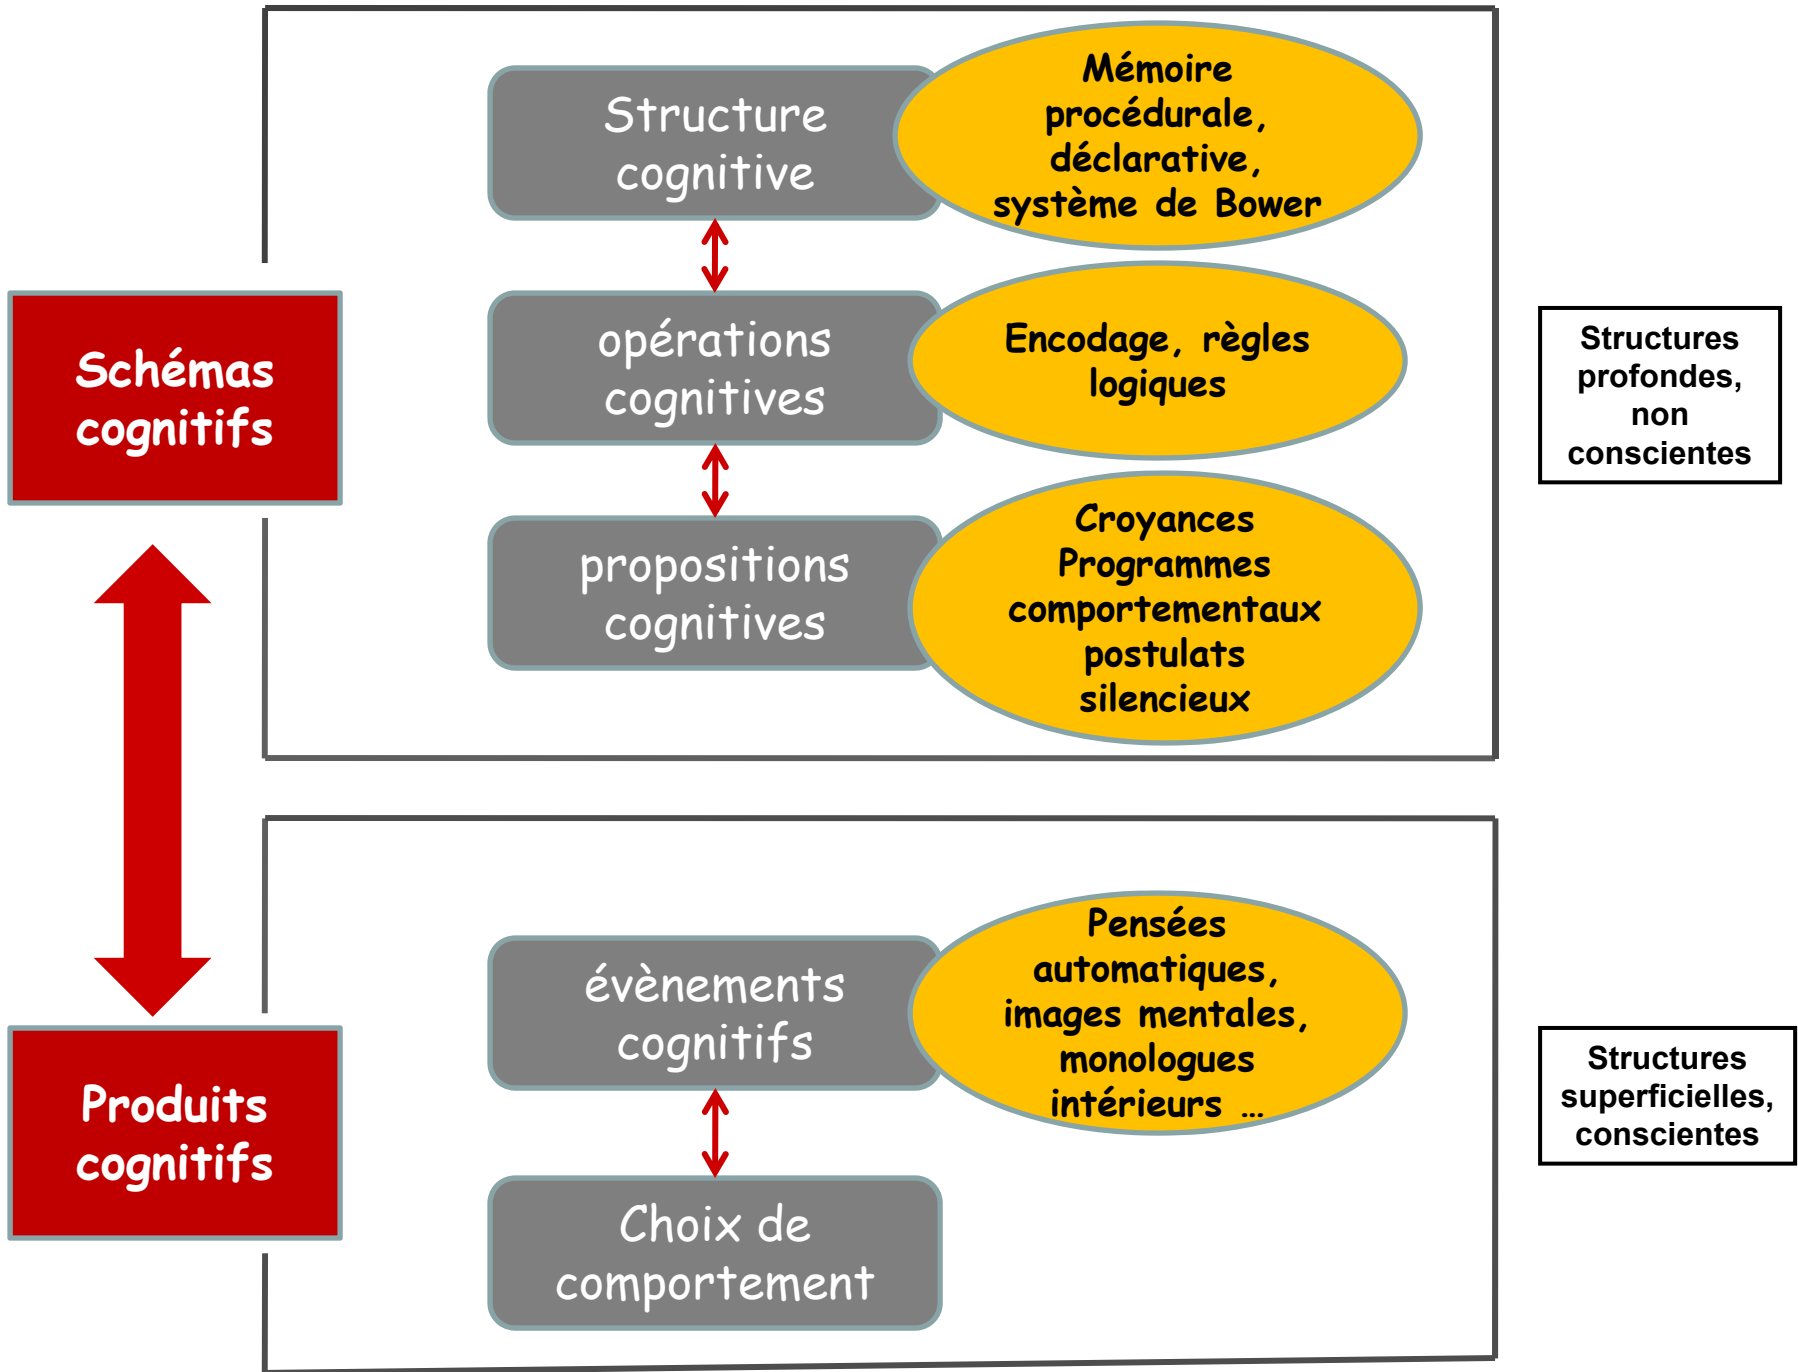 Structure
cognitive
Mémoire
procédurale,
déclarative,
système de Bower
Schémas
cognitifs
opérations
cognitives
Encodage, règles
logiques
Structures
profondes,
non
conscientes
propositions
cognitives
Croyances
Programmes
comportementaux
postulats
silencieux
Produits
cognitifs
évènements
cognitifs
Pensées
automatiques,
images mentales,
monologues
intérieurs ...
Structures
superficielles,
conscientes
Choix de
comportement